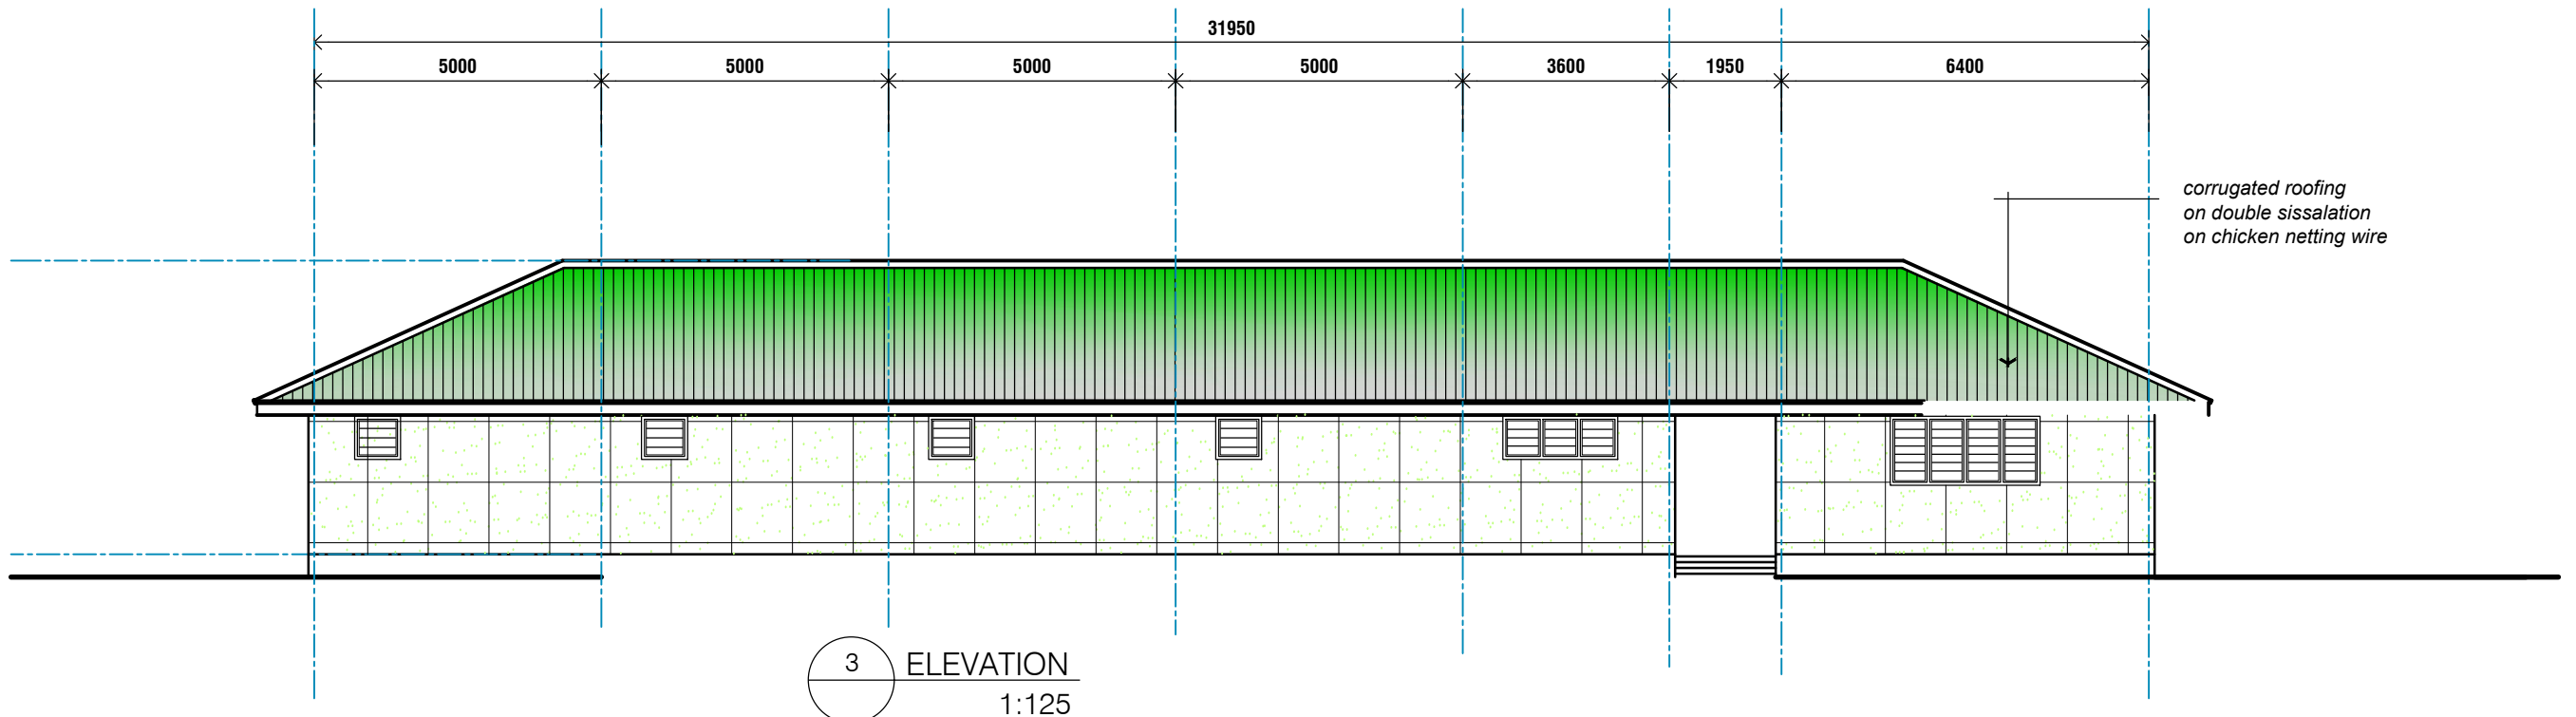 31950
5000 5000 5000 5000 3600 1950 6400
corrugated roofing
on double sissalation
on chicken netting wire
3 ELEVATION
1:125